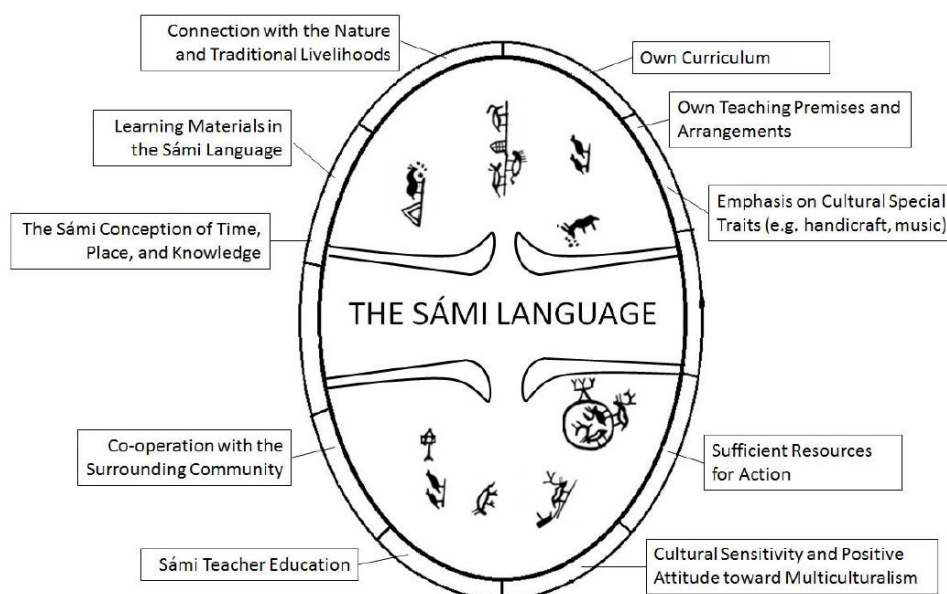 Connection with the Nature
and Traditional Livelihoods
Own Curriculum
Own Teaching Premises and
Arrangements
Learning Materials in
the Sámi Language
Emphasis on Cultural Special
Traits (e.g. handicraft, music)
The Sámi Conception of Time,
Place, and Knowledge
THE SÁMI LANGUAGE
Co-operation with the
Surrounding Community
Sufficient Resources
for Action
Sámi Teacher Education
Cultural Sensitivity and Positive
Attitude toward Multiculturalism